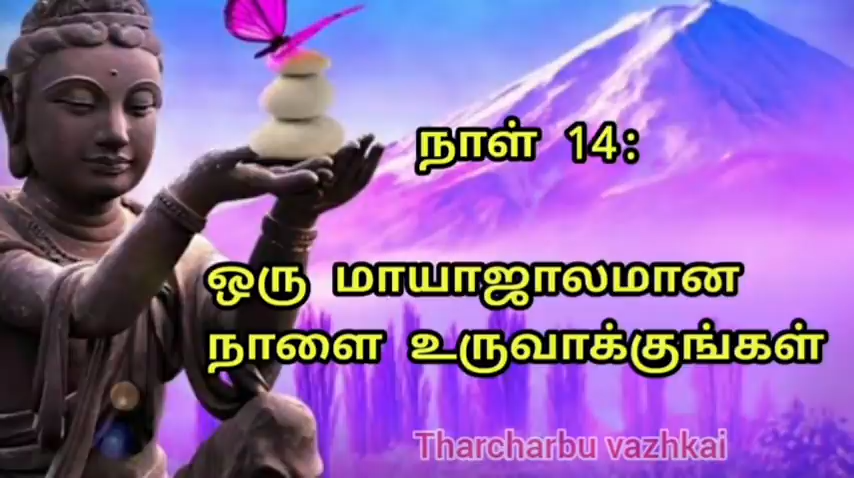 நாள் 14:
ஒரு மாயாஜாலமான
நாளை உருவாக்குங்கள்
Tharcharbu vazhkai